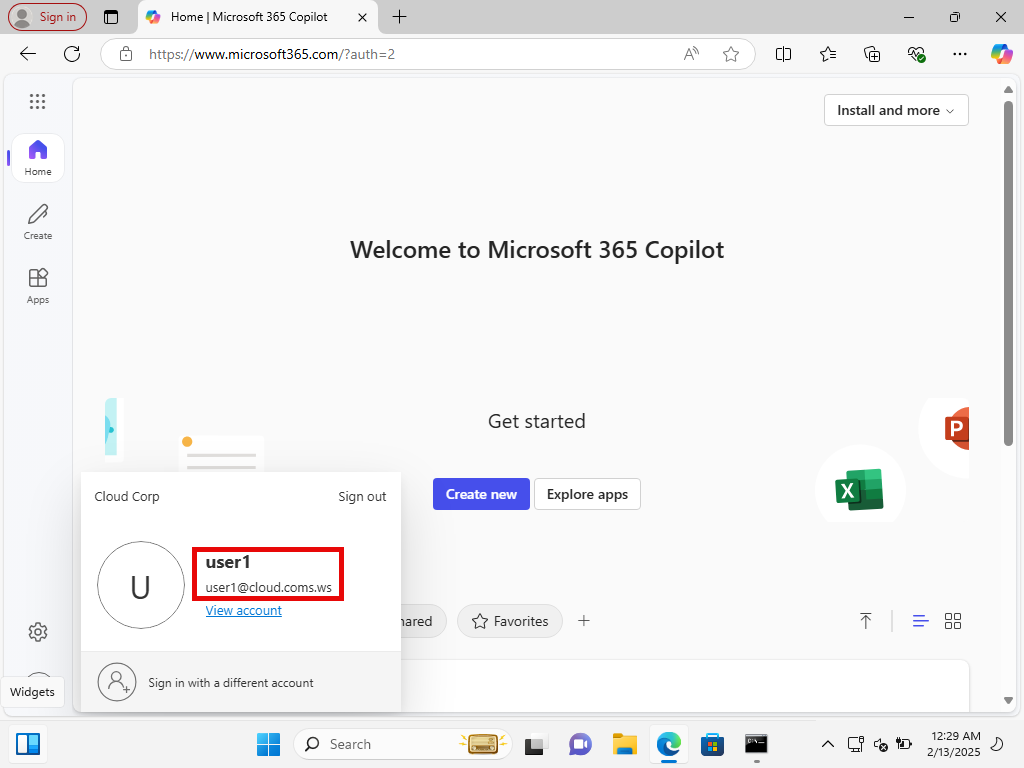 Sign in
Home | Microsoft 365 Copilot
https://www.microsoft365.com/?auth=2
Install and more
Home
Create
Apps
Welcome to Microsoft 365 Copilot
Get started
P
X
Create new
Explore apps
Cloud Corp
Sign out
U
user1
user1@cloud.coms.ws
View account
hared
Favorites
Sign in with a different account
Widgets
Search
12:29 AM
2/13/2025